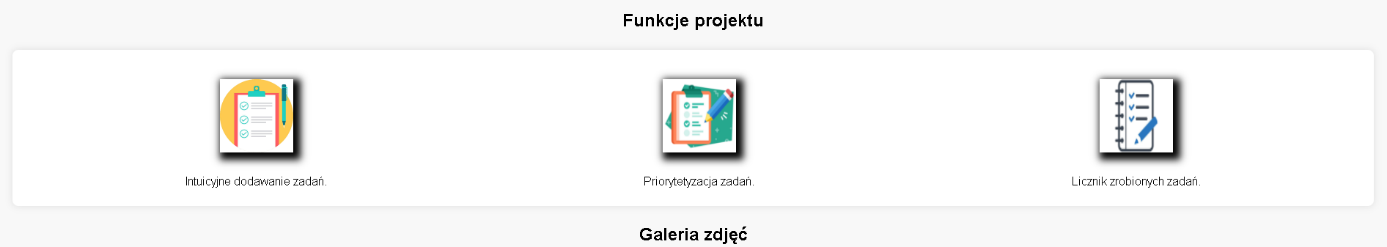 Funkcje projektu
Intuicyjne dodawanie zadań.
Priorytetyzacja zadań.
Licznik zrobionych zadań.
Galeria zdjęć